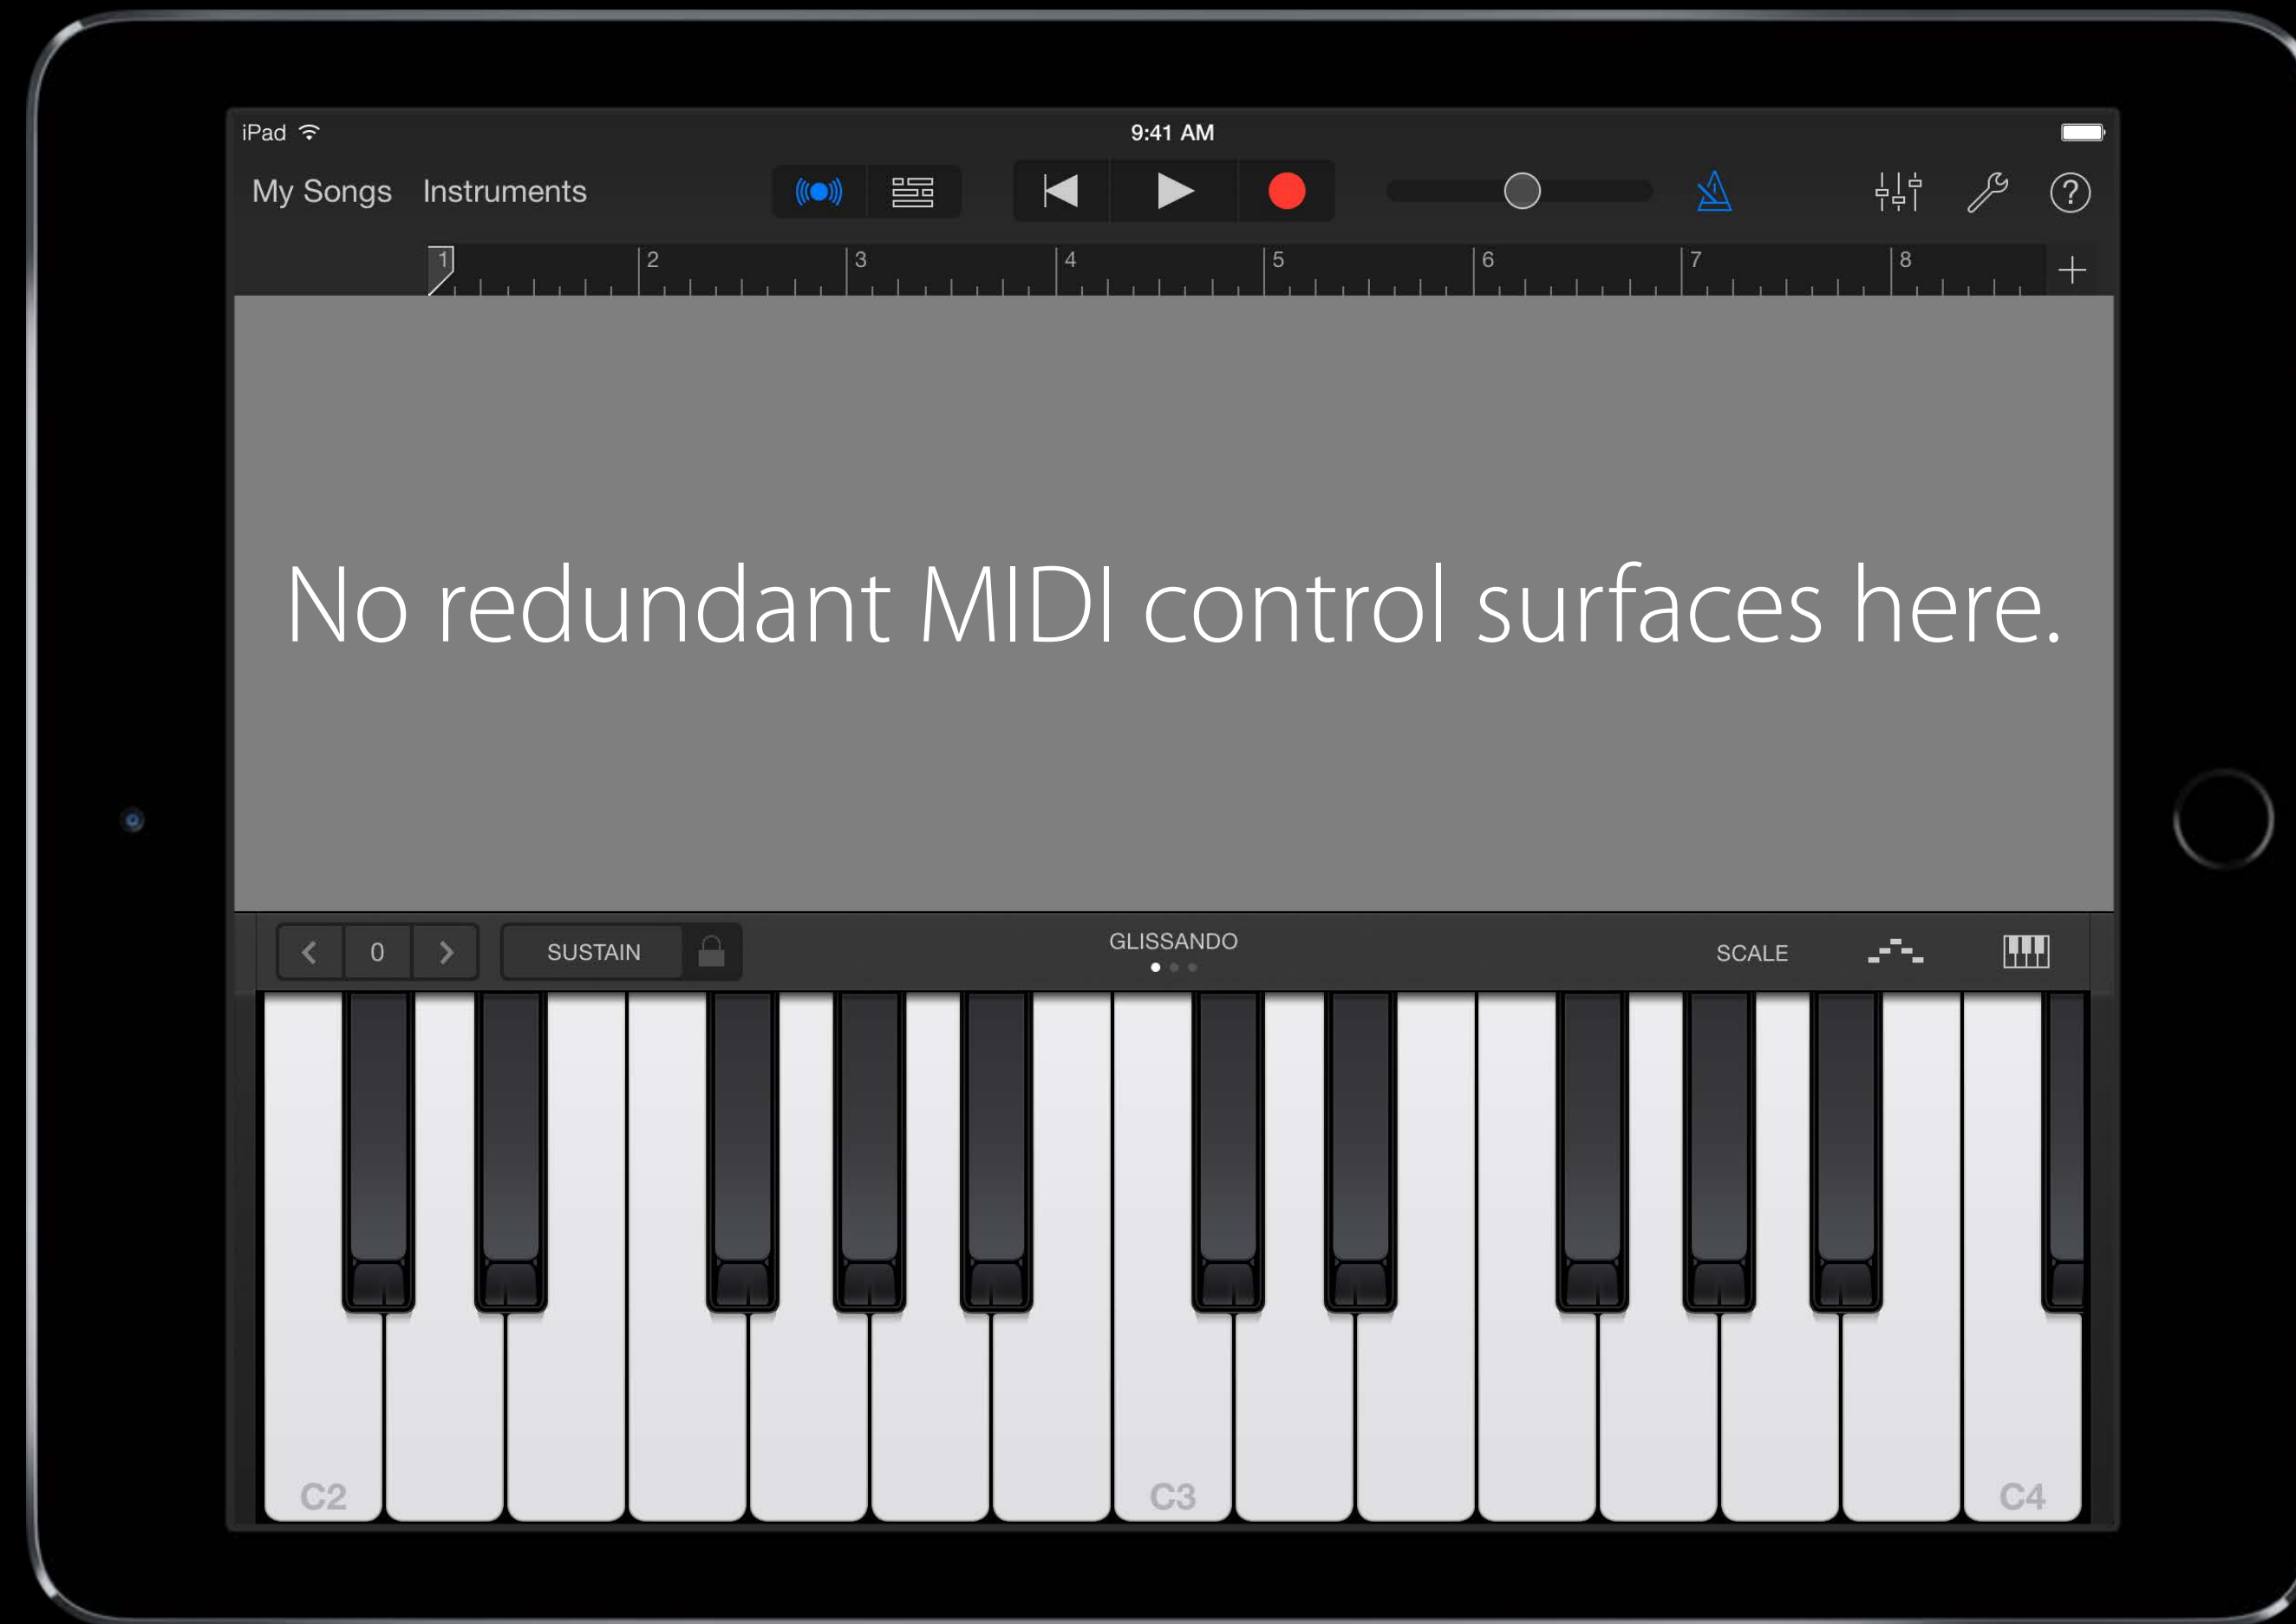 iPad 9:41 AM
My Songs Instruments ?
1 2 3 4 5 6 7 8 +
No redundant MIDI control surfaces here.
0 SUSTAIN GLISSANDO SCALE
C2 C3 C4